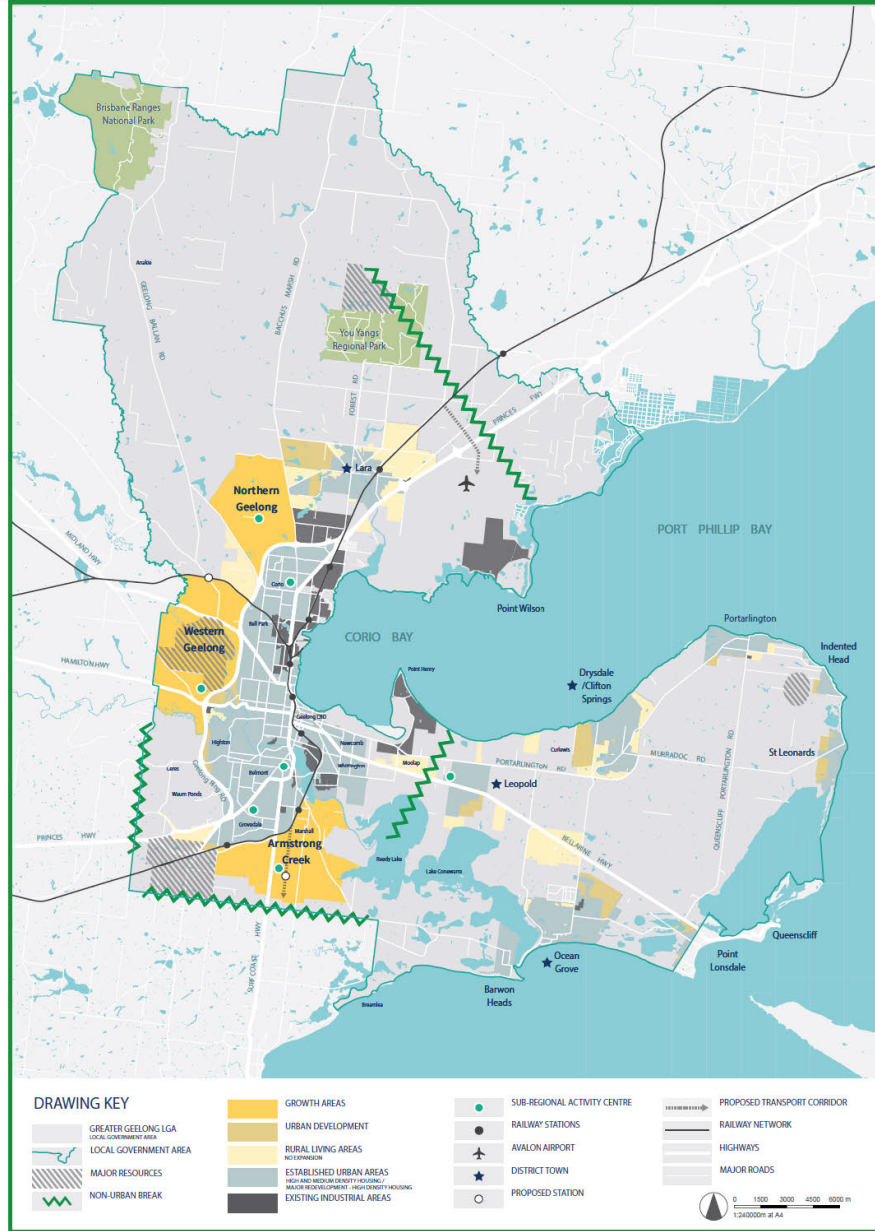 Brisbane Ranges
National Park
Anakie
GEELONG BALLAN RD
BACCHUS MARSH RD
You Yangs
Regional Park
FOREST RD
PRINCES FWY
Lara
Northern
Geelong
MIDLAND HWY
PORT PHILLIP BAY
Corio
Point Wilson
Bell Park
Western
Geelong
CORIO BAY
Portarlington
HAMILTON HWY
Point Henry
Drysdale
/Clifton
Springs
Indented
Head
Geelong CBD
Highton
Newcomb
Curlewis
MURRADOC RD
QUEENSCLIFF PORTARLINGTON RD
St Leonards
Ceres
Belmont
Whittington
Moolap
PORTARLINGTON RD
Leopold
Geelong Ring RD
Waurn Ponds
Grovedale
Marshall
PRINCES HWY
Armstrong
Creek
BELLARINE HWY
Reedy Lake
Lake Connewarre
SURF COAST HWY
Queenscliff
Point
Lonsdale
Ocean
Grove
Barwon
Heads
Breamlea
DRAWING KEY
GREATER GEELONG LGA
LOCAL GOVERNMENT AREA
LOCAL GOVERNMENT AREA
MAJOR RESOURCES
NON-URBAN BREAK
GROWTH AREAS
URBAN DEVELOPMENT
RURAL LIVING AREAS
NO EXPANSION
ESTABLISHED URBAN AREAS
HIGH AND MEDIUM DENSITY HOUSING /
MAJOR REDEVELOPMENT - HIGH DENSITY HOUSING
EXISTING INDUSTRIAL AREAS
SUB-REGIONAL ACTIVITY CENTRE
RAILWAY STATIONS
AVALON AIRPORT
DISTRICT TOWN
PROPOSED STATION
PROPOSED TRANSPORT CORRIDOR
RAILWAY NETWORK
HIGHWAYS
MAJOR ROADS
0 1500 3000 4500 6000 m
1:240000m at A4